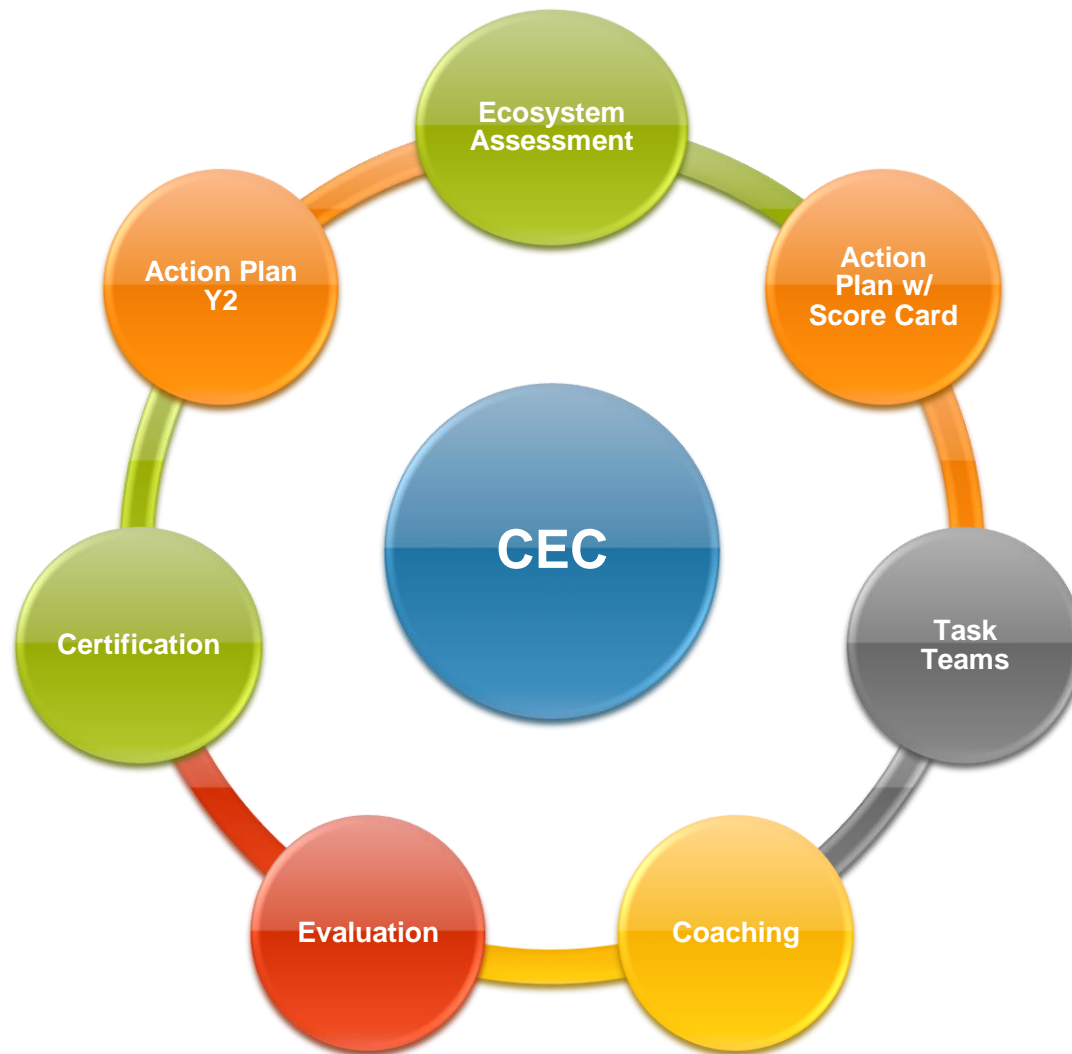 Ecosystem
Assessment
Action
Plan w/
Score Card
Task
Teams
Coaching
Evaluation
Certification
Action Plan
Y2
CEC